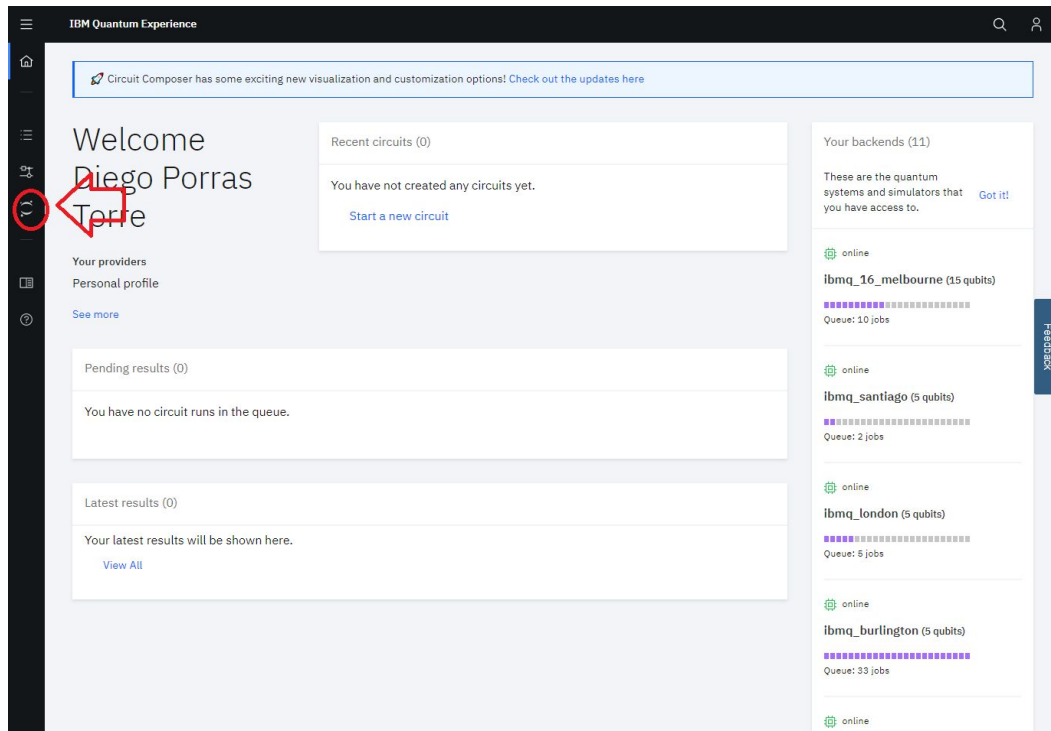 IBM Quantum Experience
Circuit Composer has some exciting new visualization and customization options! Check out the updates here
Welcome
Diego Porras
Torre
Your providers
Personal profile
See more
Recent circuits (0)
You have not created any circuits yet.
Start a new circuit
Pending results (0)
You have no circuit runs in the queue.
Latest results (0)
Your latest results will be shown here.
View All
Your backends (11)
These are the quantum
systems and simulators that
you have access to.
Got it!
online
ibmq_16_melbourne (15 qubits)
Queue: 10 jobs
online
ibmq_santiago (5 qubits)
Queue: 2 jobs
online
ibmq_london (5 qubits)
Queue: 5 jobs
online
ibmq_burlington (5 qubits)
Queue: 33 jobs
online
Feedback